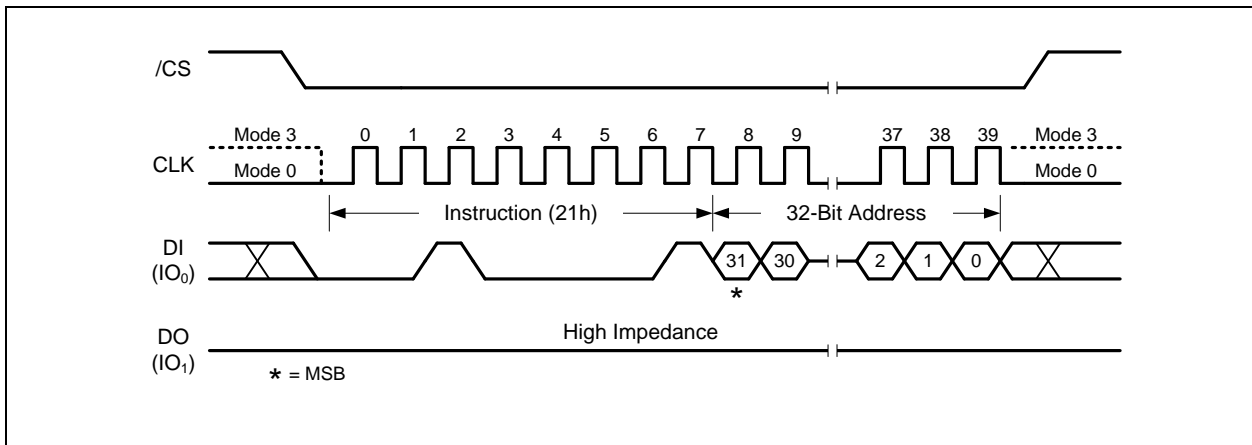 /CS
Mode 3 0 1 2 3 4 5 6 7 8 9 37 38 39 Mode 3
CLK
Mode 0 Mode 0
Instruction (21h) 32-Bit Address
DI
(IO₀)
31 30 2 1 0
*
High Impedance
DO
(IO₁)
* = MSB